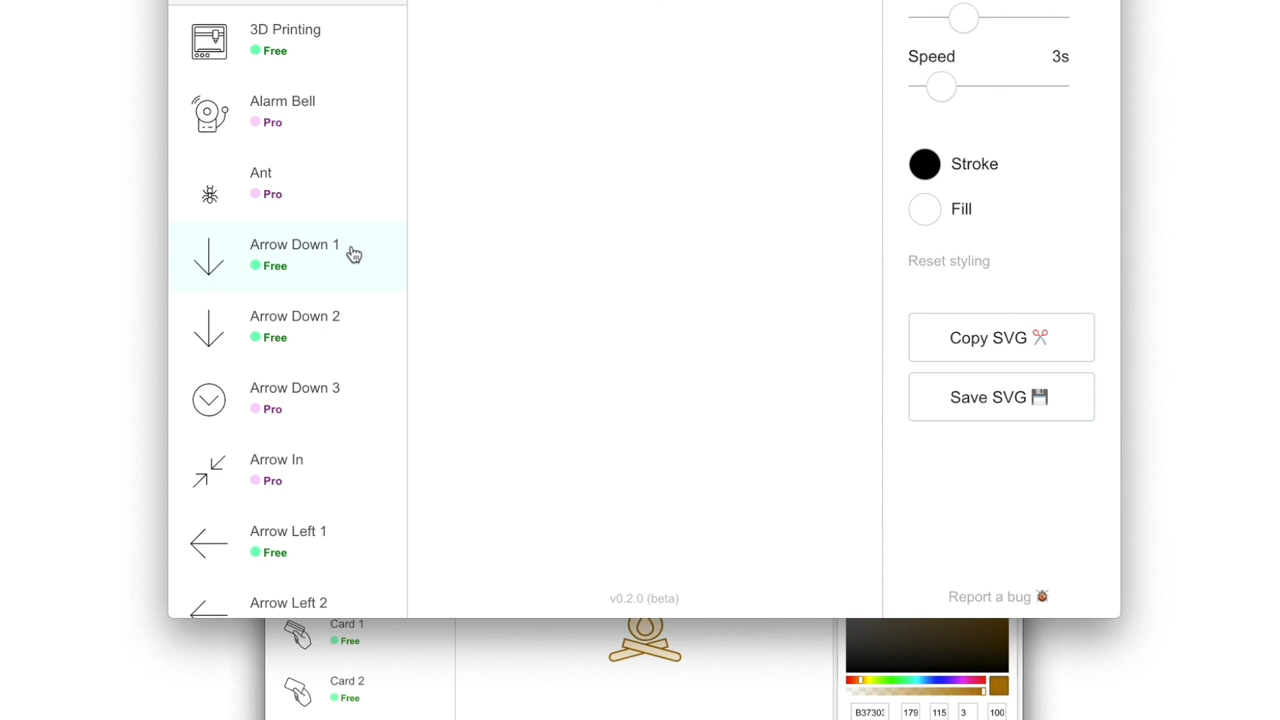 3D Printing
Free
Alarm Bell
Pro
Ant
Pro
Arrow Down 1
Free
Arrow Down 2
Free
Arrow Down 3
Pro
Arrow In
Pro
Arrow Left 1
Free
Arrow Left 2
Speed 3s
Stroke
Fill
Reset styling
Copy SVG
Save SVG
v0.2.0 (beta)
Report a bug
Card 1
Free
Card 2
Free
179 115 3 100